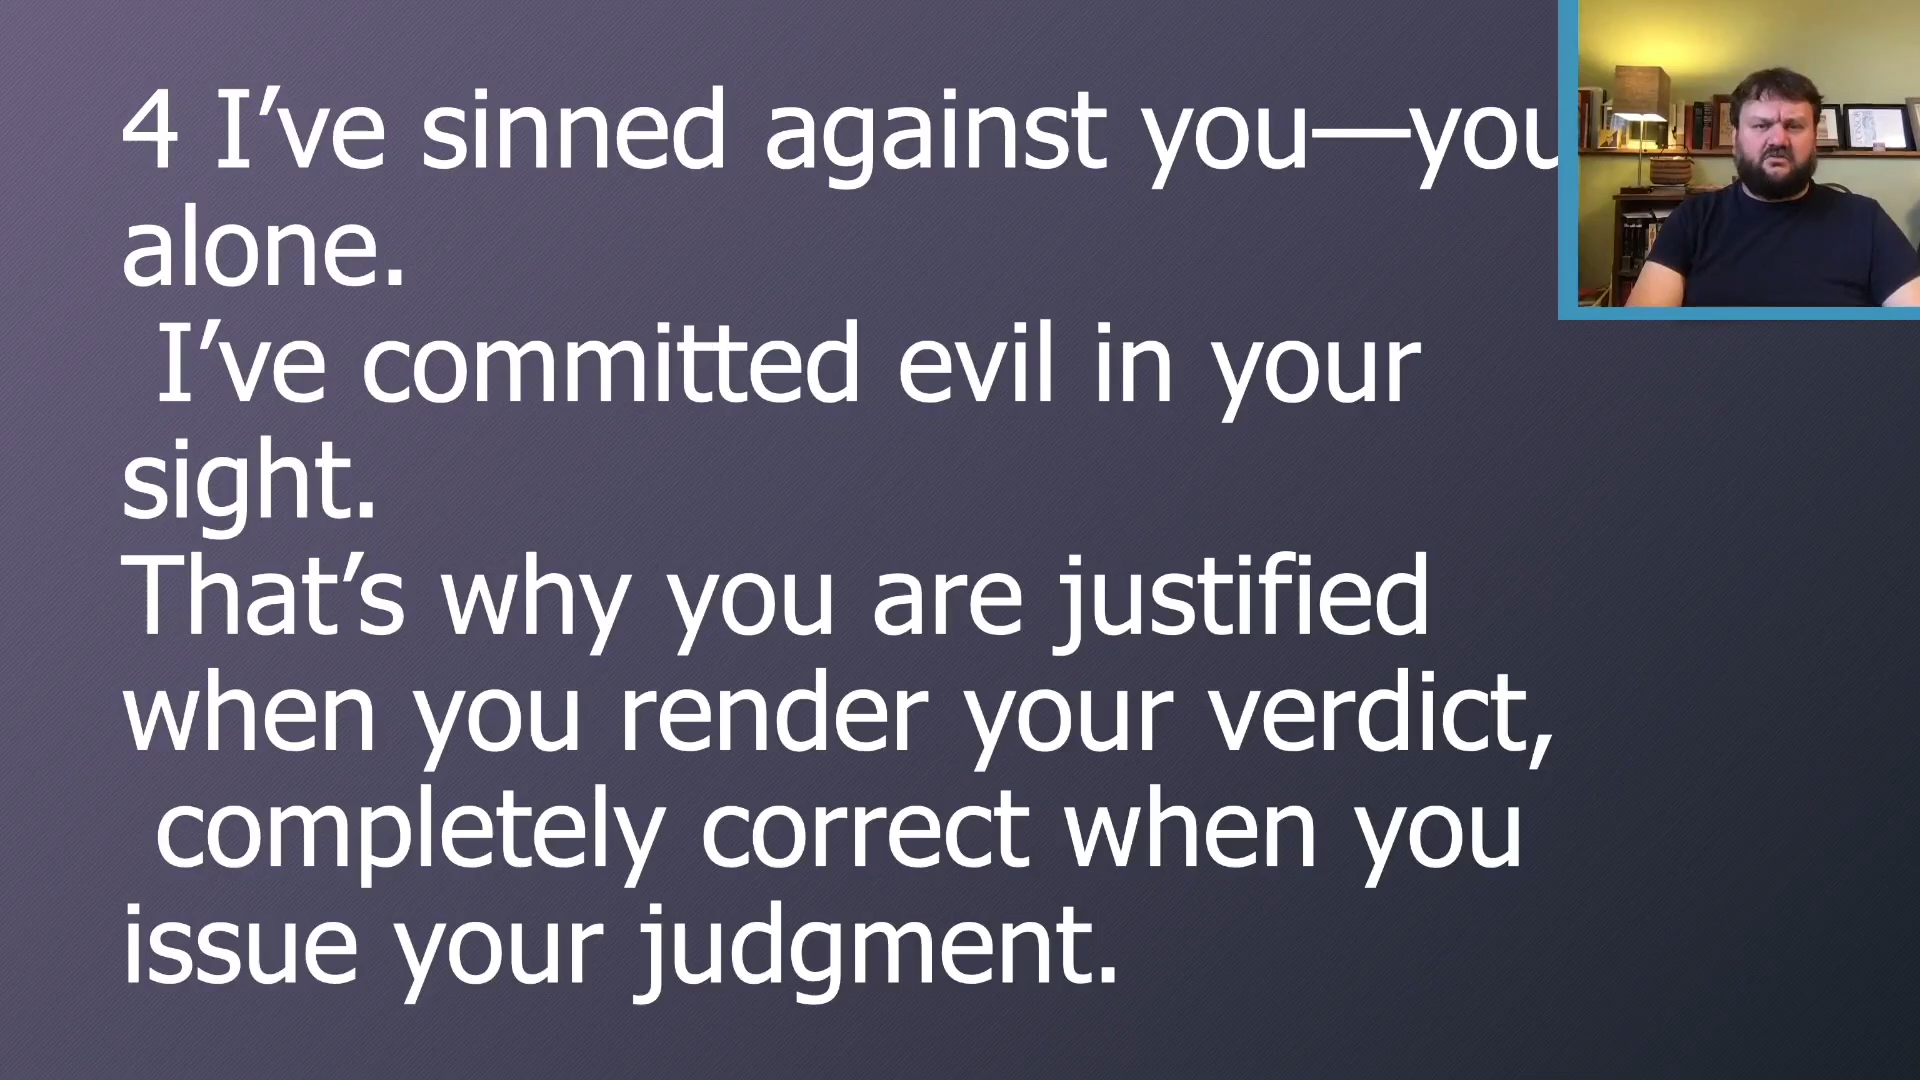 4 I’ve sinned against you—you
alone.
I’ve committed evil in your
sight.
That’s why you are justified
when you render your verdict,
completely correct when you
issue your judgment.